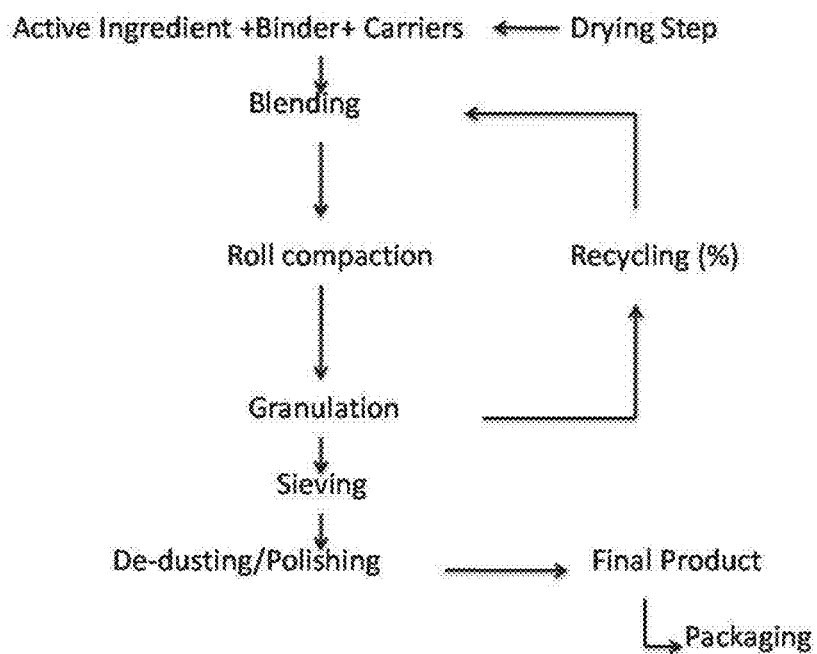 Active Ingredient +Binder+ Carriers
Drying Step
Blending
Roll compaction
Recycling (%)
Granulation
Sieving
De-dusting/Polishing
Final Product
Packaging